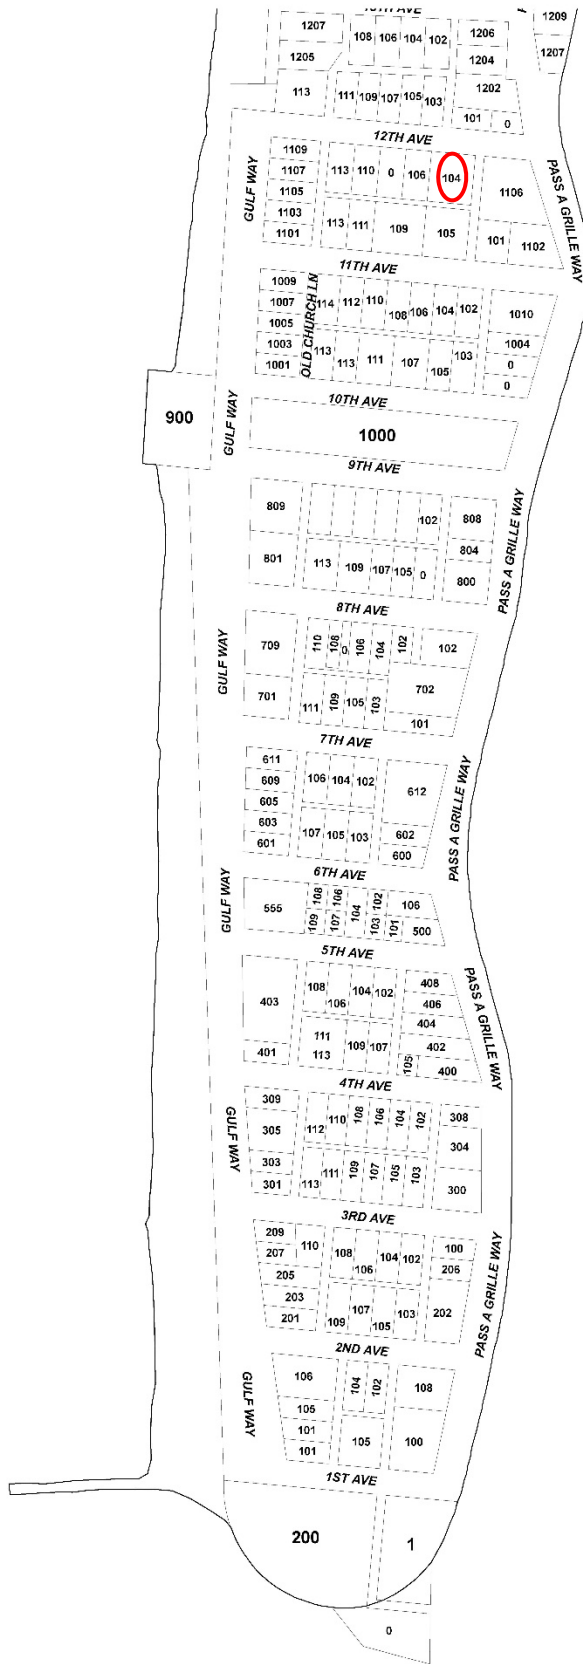 1209
1207 108 106 104 102 1206
1207
1205 1204
1202
113 111 109 107 105 103
101 0
12TH AVE
1109
GULF WAY 1107 113 110 0 106 104 1106 PASS A GRILLE WAY
1105
1103 113 111 109 105 101 1102
1101
11TH AVE
1009 OLD CHURCH LN
1007 114 112 110 108 106 104 102 1010
1005
1003 113 113 111 107 105 103 1004
1001 0
0
10TH AVE
900 GULF WAY 1000
9TH AVE
809 102 808 PASS A GRILLE WAY
804
801 113 109 107 105 0 800
8TH AVE
GULF WAY 709 110 108 0 106 104 102 102
701 111 109 105 103 702
101
7TH AVE
611
609 106 104 102 612 PASS A GRILLE WAY
605
603 107 105 103 602
601 600
6TH AVE
GULF WAY 555 108 106 104 102 106
109 107 103 101 500
5TH AVE
403 108 106 104 102 408 PASS A GRILLE WAY
406
404
111 109 107 402
401 113 105 400
4TH AVE
309 308
GULF WAY 305 112 110 108 106 104 102 304
303
301 113 111 109 107 105 103 300
3RD AVE
209 110 108 106 104 102 100 PASS A GRILLE WAY
207 206
205
203 107 103 202
201 109 105
2ND AVE
GULF WAY 106 104 102 108
105
101 105 100
101
1ST AVE
200 1
0